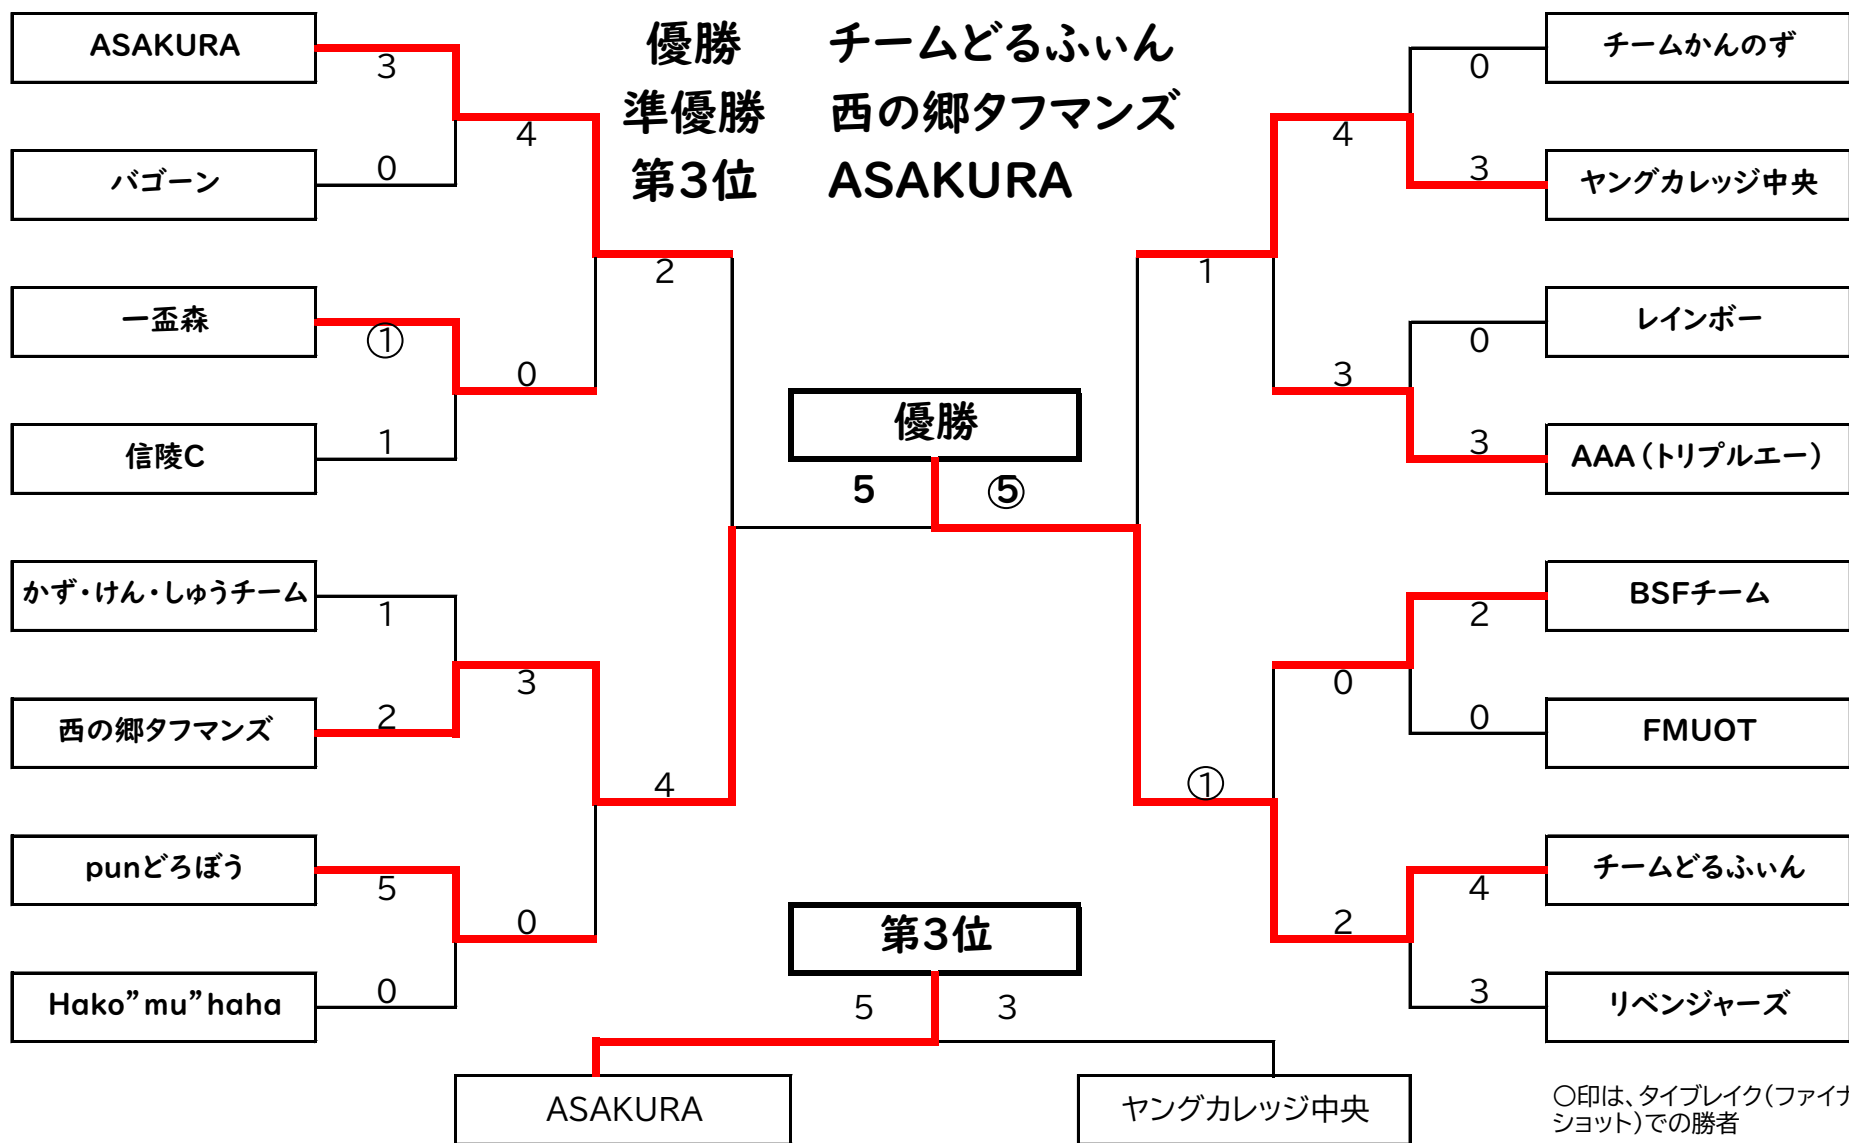 優勝 チームどるふぃん
準優勝 西の郷タフマンズ
第3位 ASAKURA
ASAKURA
3
バゴーン
0
4
一盃森
①
信陵C
1
0
2
かず・けん・しゅうチーム
1
西の郷タフマンズ
2
3
punどろぼう
5
Hako”mu”haha
0
0
4
優勝
5 ⑤
チームかんのず
0
ヤングカレッジ中央
3
4
レインボー
0
AAA(トリプルエー)
3
3
1
BSFチーム
2
FMUOT
0
0
チームどるふぃん
4
リベンジャーズ
3
2
①
第3位
5 3
ASAKURA
ヤングカレッジ中央
○印は、タイブレイク(ファイナ
ショット)での勝者